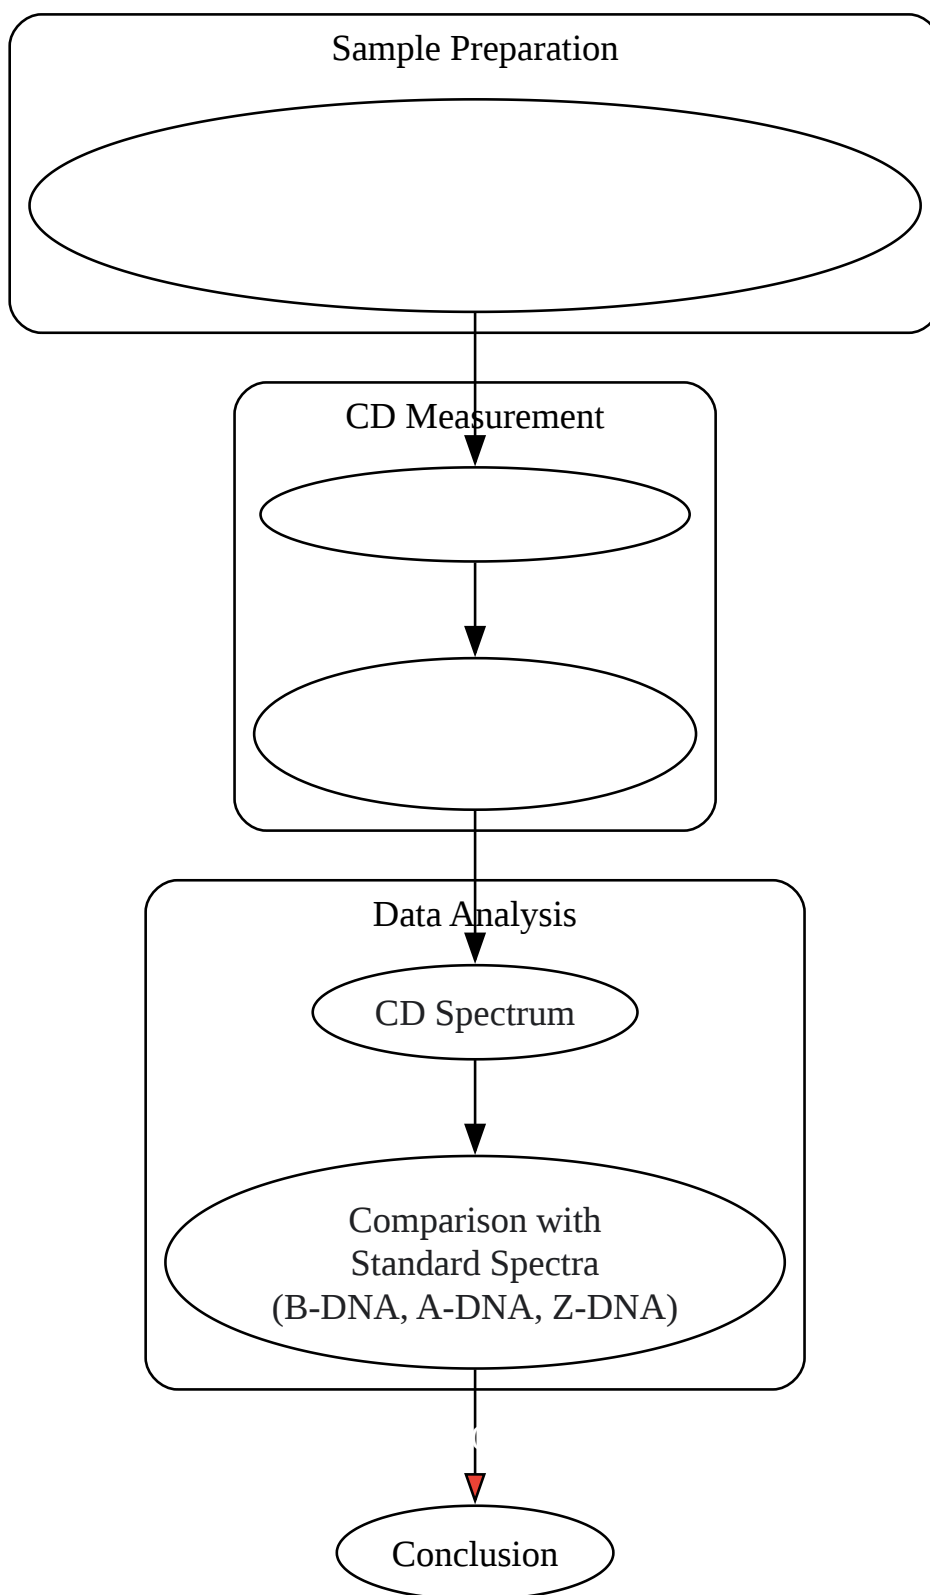 Sample Preparation
CD Measurement
Data Analysis
CD Spectrum
Comparison with
Standard Spectra
(B-DNA, A-DNA, Z-DNA)
Conclusion